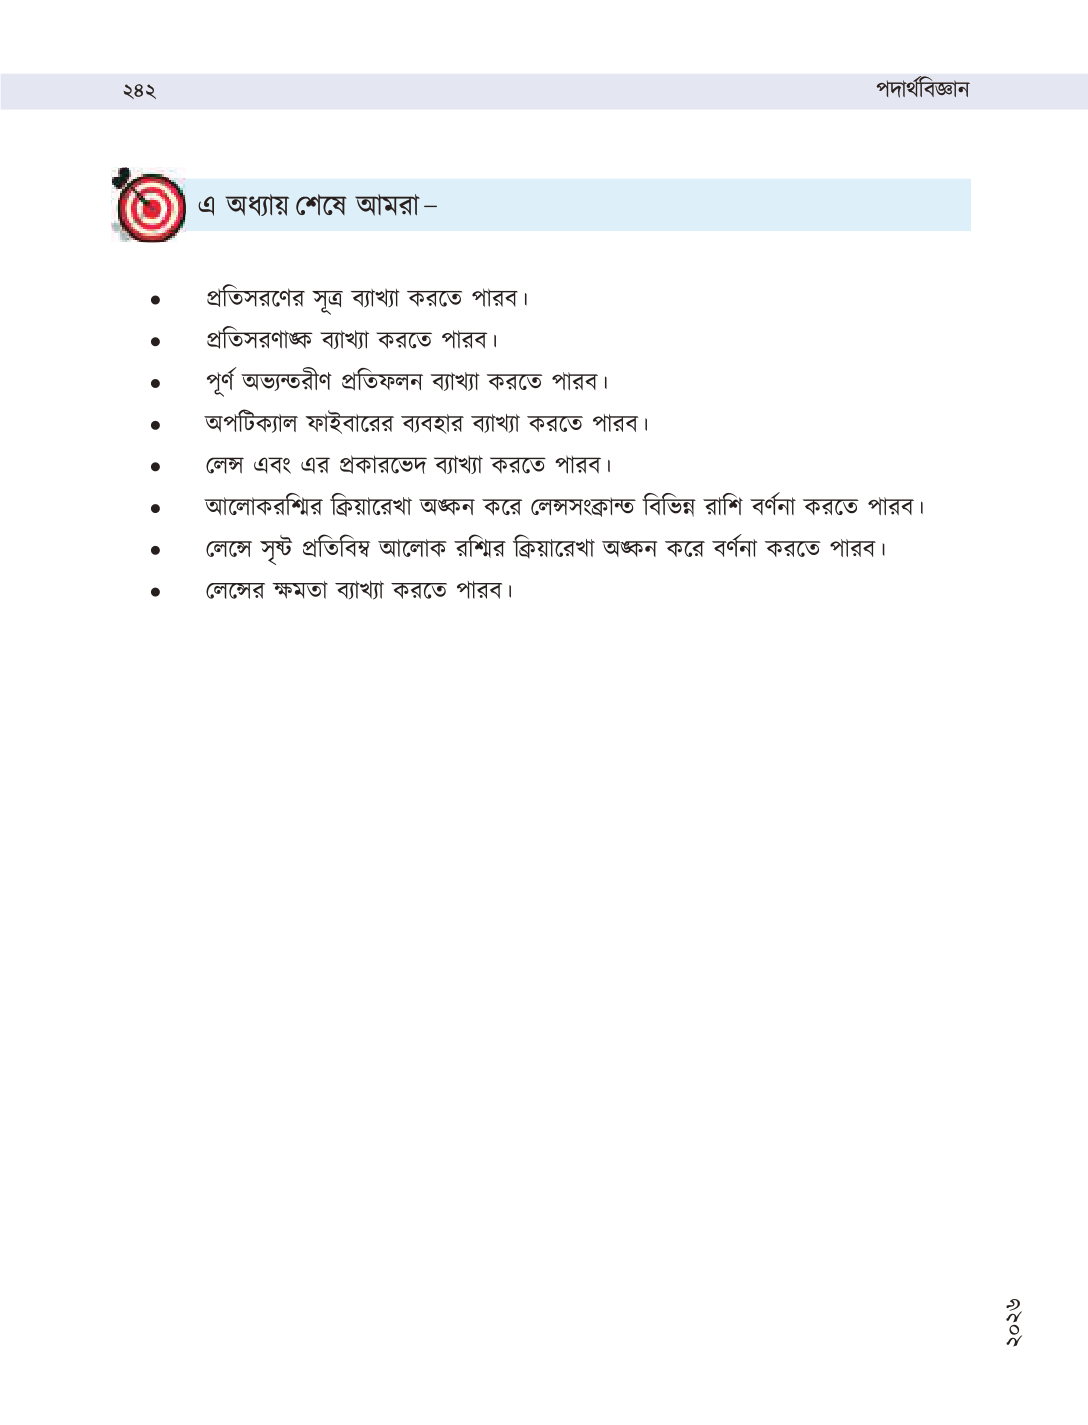 ২৪২ পদার্থবিজ্ঞান
এ অধ্যায় শেষে আমরা –
● প্রতিসরণের সূত্র ব্যাখ্যা করতে পারব।
● প্রতিসরণাঙ্ক ব্যাখ্যা করতে পারব।
● পূর্ণ অভ্যন্তরীণ প্রতিফলন ব্যাখ্যা করতে পারব।
● অপটিক্যাল ফাইবারের ব্যবহার ব্যাখ্যা করতে পারব।
● লেন্স এবং এর প্রকারভেদ ব্যাখ্যা করতে পারব।
● আলোকরশ্মির ক্রিয়ারেখা অঙ্কন করে লেন্সসংক্রান্ত বিভিন্ন রাশি বর্ণনা করতে পারব।
● লেন্সে সৃষ্ট প্রতিবিম্ব আলোক রশ্মির ক্রিয়ারেখা অঙ্কন করে বর্ণনা করতে পারব।
● লেন্সের ক্ষমতা ব্যাখ্যা করতে পারব।
২০২৬